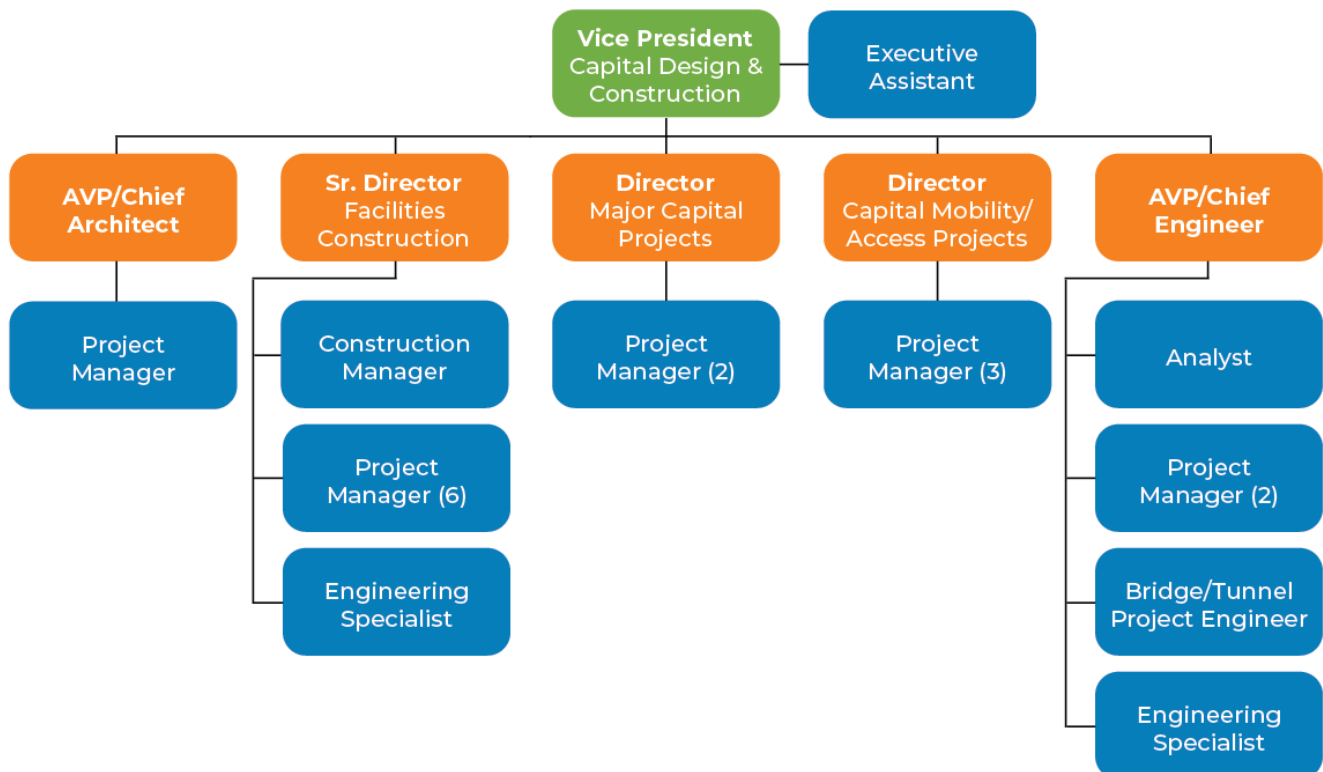 Vice President
Capital Design &
Construction
Executive
Assistant
AVP/Chief
Architect
Sr. Director
Facilities
Construction
Director
Major Capital
Projects
Director
Capital Mobility/
Access Projects
AVP/Chief
Engineer
Project
Manager
Construction
Manager
Project
Manager (6)
Engineering
Specialist
Project
Manager (2)
Project
Manager (3)
Analyst
Project
Manager (2)
Bridge/Tunnel
Project Engineer
Engineering
Specialist